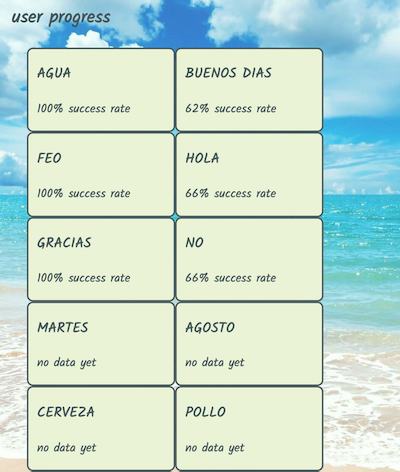 user progress
AGUA
100% success rate
BUENOS DIAS
62% success rate
FEO
100% success rate
HOLA
66% success rate
GRACIAS
100% success rate
NO
66% success rate
MARTES
no data yet
AGOSTO
no data yet
CERVEZA
no data yet
POLLO
no data yet